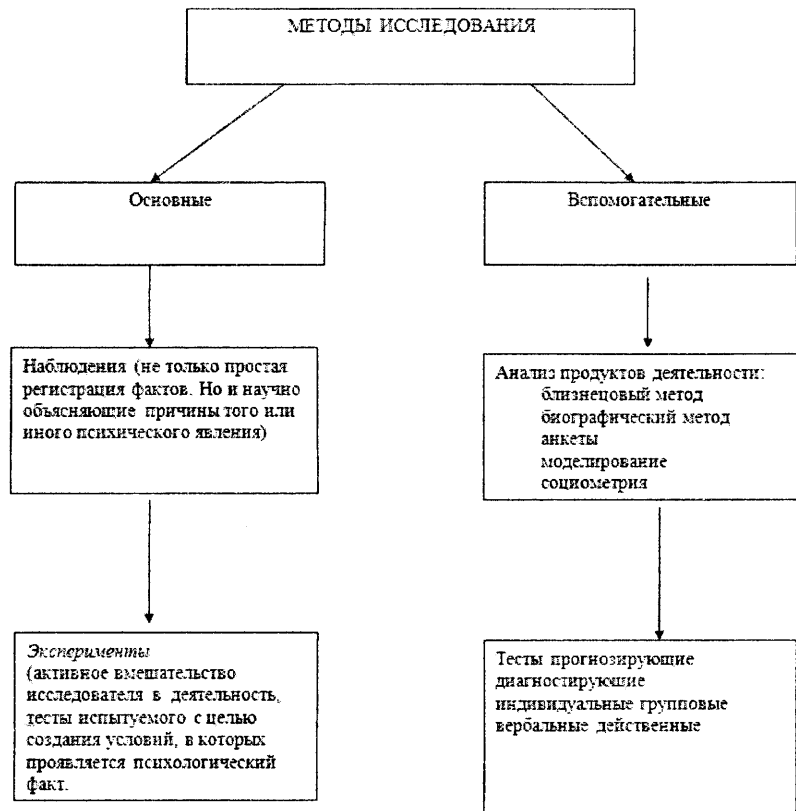 МЕТОДЫ ИССЛЕДОВАНИЯ
Основные
Вспомогательные
Наблюдения (не только простая
регистрация фактов. Но и научно
объясняющие причины того или
иного психического явления)
Анализ продуктов деятельности:
близнецовый метод
биографический метод
анкеты
моделирование
социометрия
Эксперименты
(активное вмешательство
исследователя в деятельность,
тесты испытуемого с целью
создания условий, в которых
проявляется психологический
факт.
Тесты прогнозирующие
диагностирующие
индивидуальные групповые
вербальные действенные